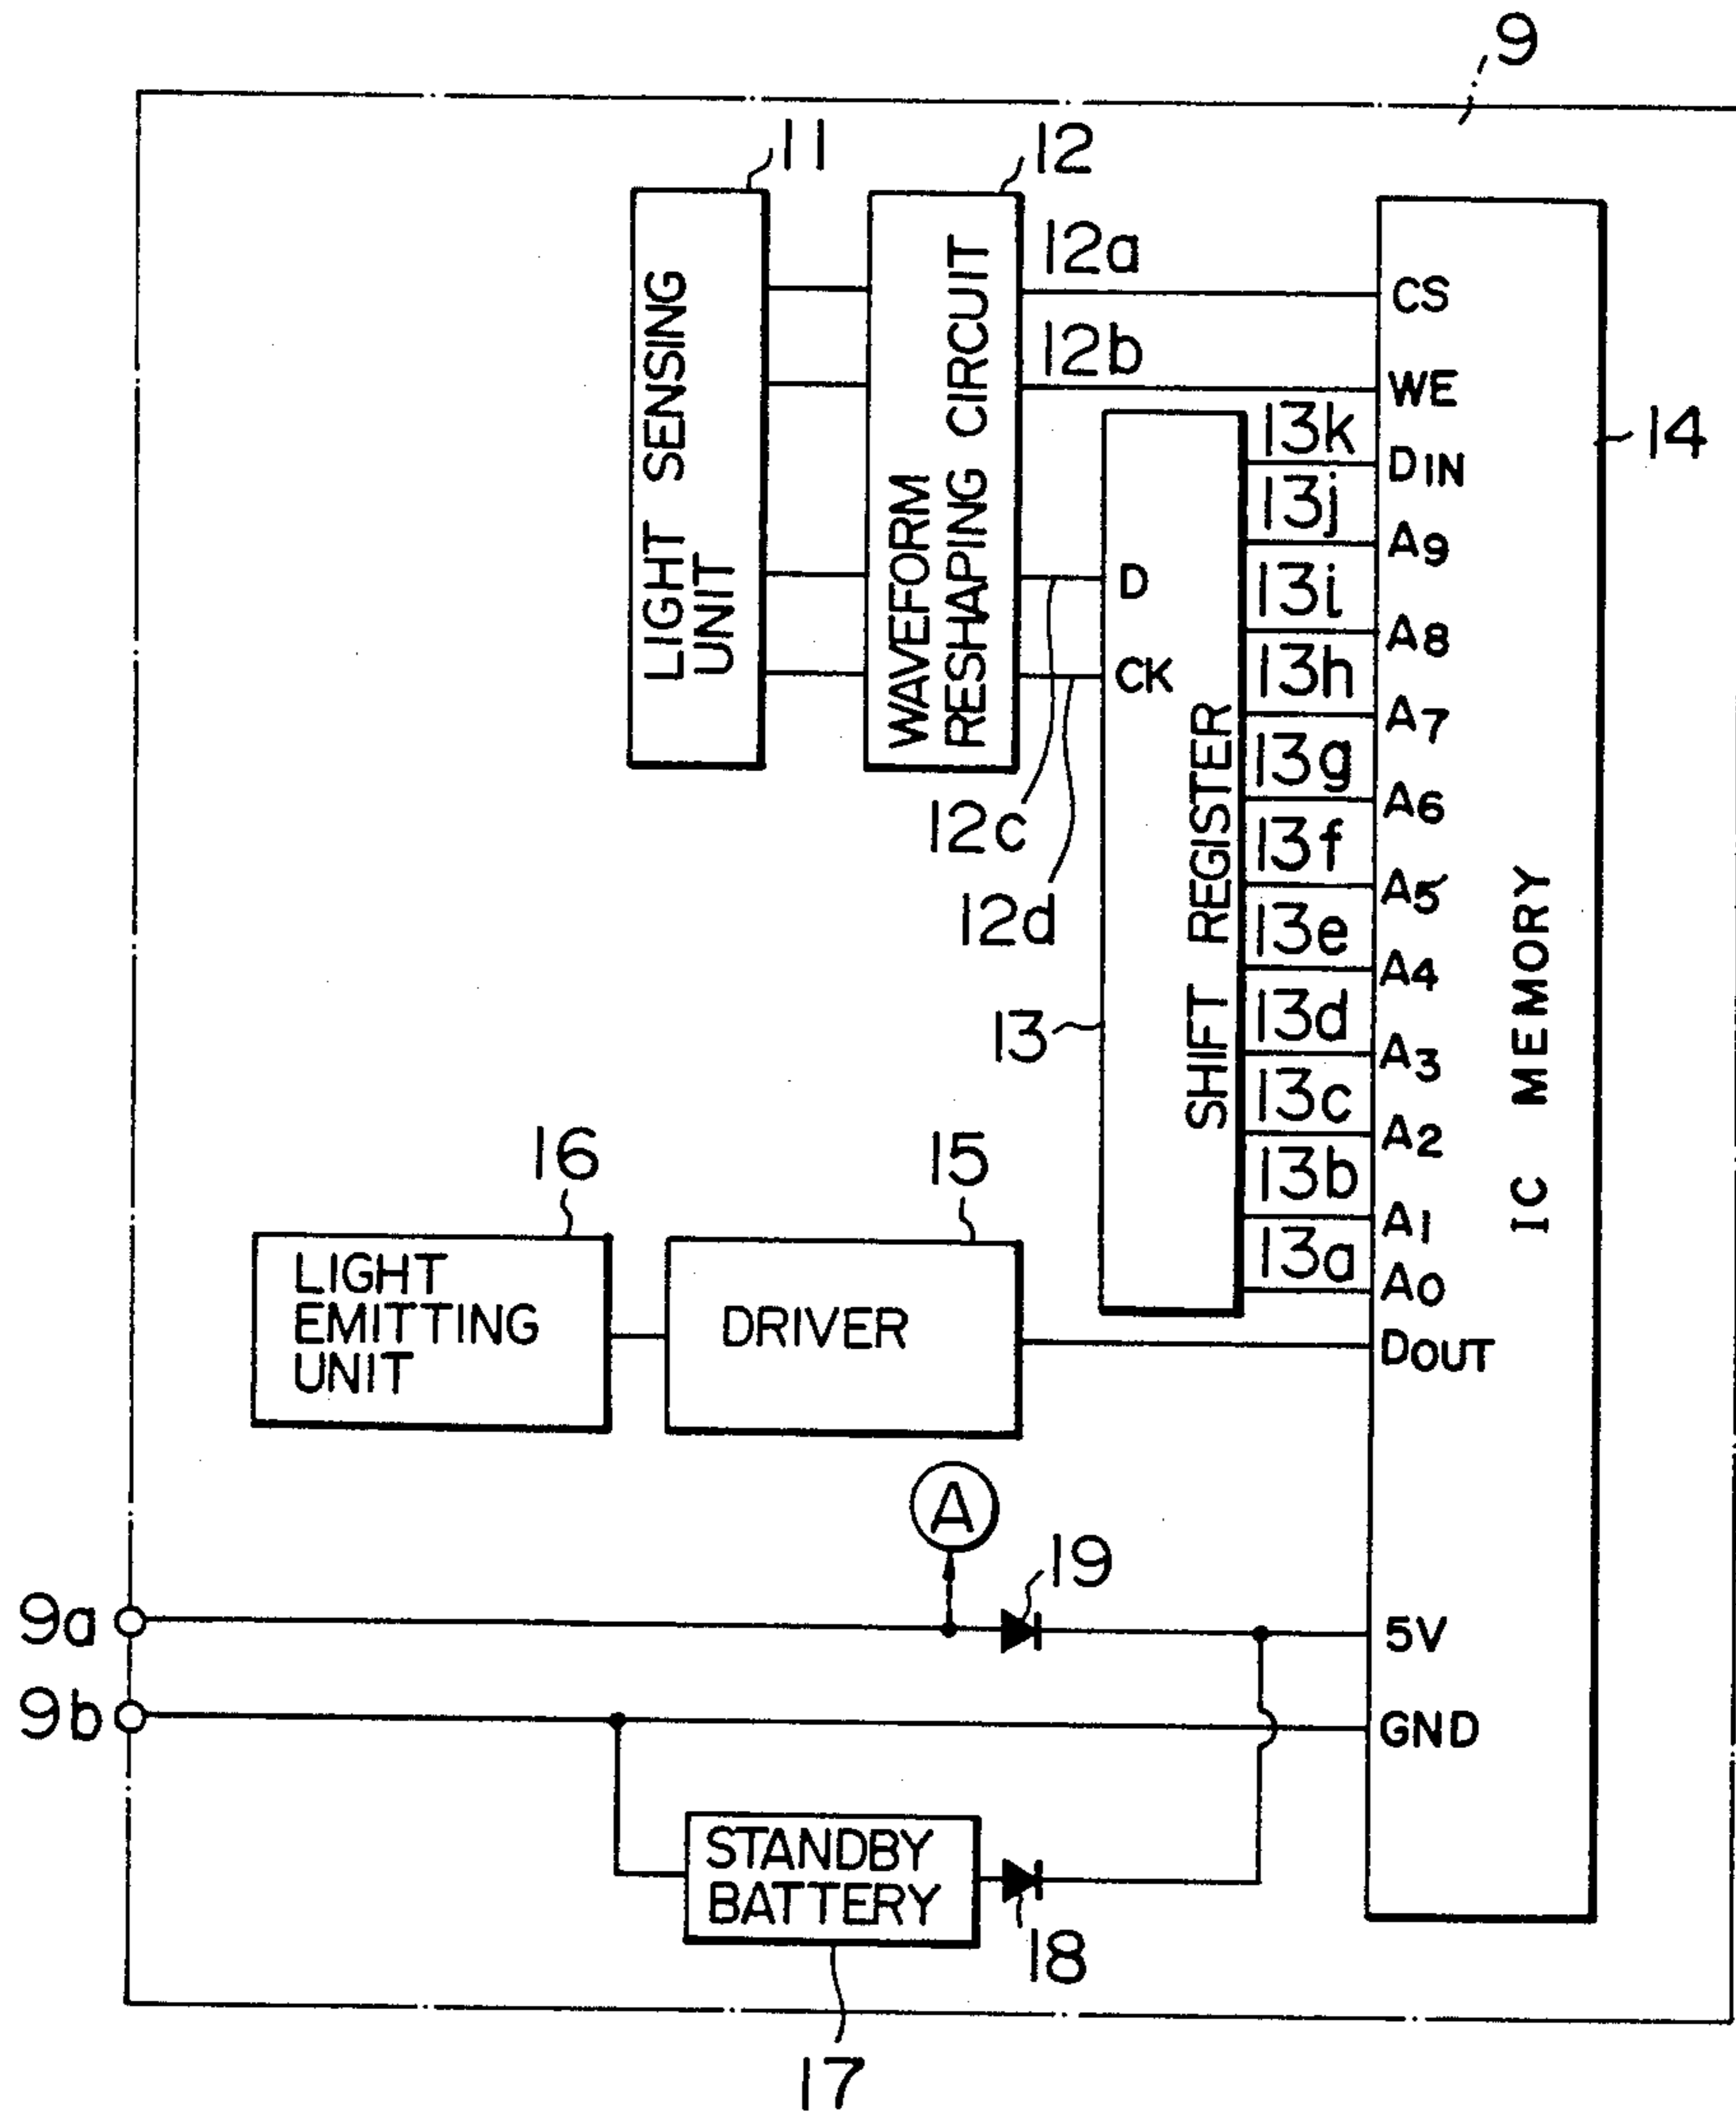 9
11
12
LIGHT SENSING
UNIT
WAVEFORM
RESHAPING CIRCUIT
12a
CS
12b
WE
14
13k
DIN
13j
A9
13i
A8
D
CK
13h
A7
13g
A6
13f
A5
13e
A4
13d
A3
13c
A2
13b
A1
13a
A0
12c
12d
13
SHIFT REGISTER
IC MEMORY
16
15
LIGHT
EMITTING
UNIT
DRIVER
DOUT
A
19
9a
5V
9b
GND
STANDBY
BATTERY
18
17